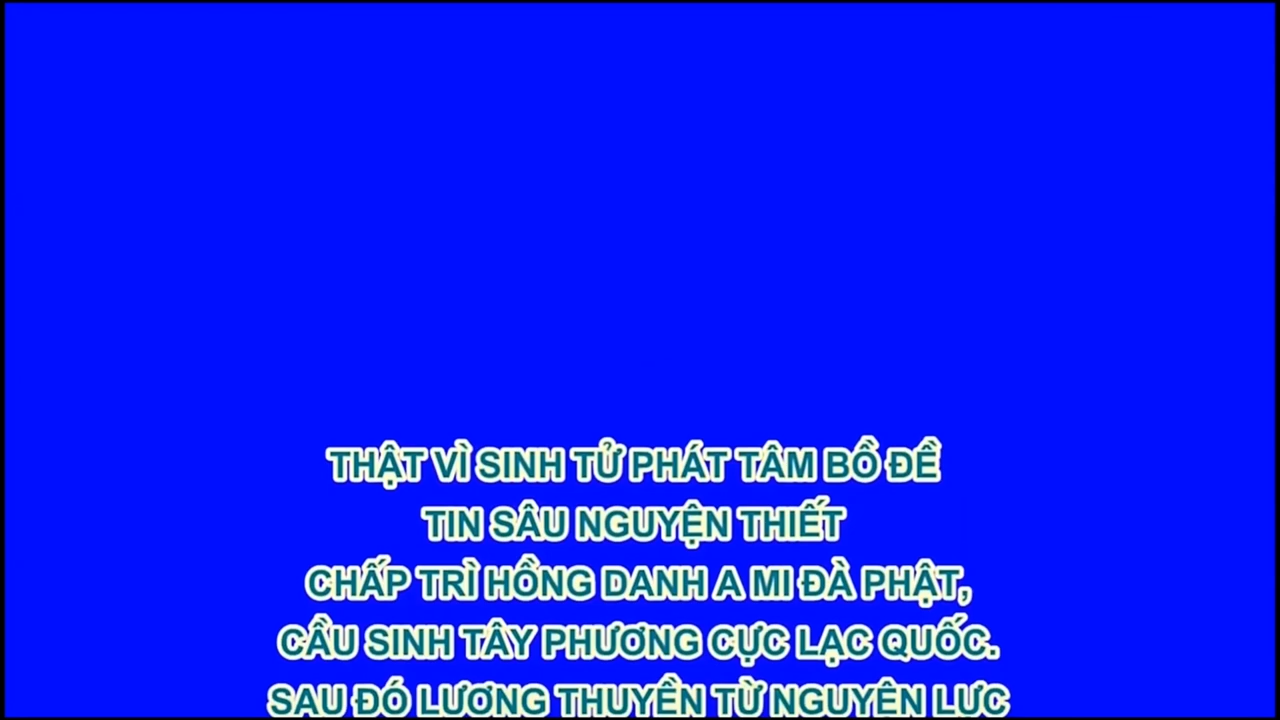 THẬT VÌ SINH TỬ PHÁT TÂM BỒ ĐỀ
TIN SÂU NGUYỆN THIẾT
CHẤP TRÌ HỒNG DANH A MI ĐÀ PHẬT,
CẦU SINH TÂY PHƯƠNG CỰC LẠC QUỐC.
SAU ĐÓ LƯƠNG THUYỀN TỪ NGUYỆN LỰC